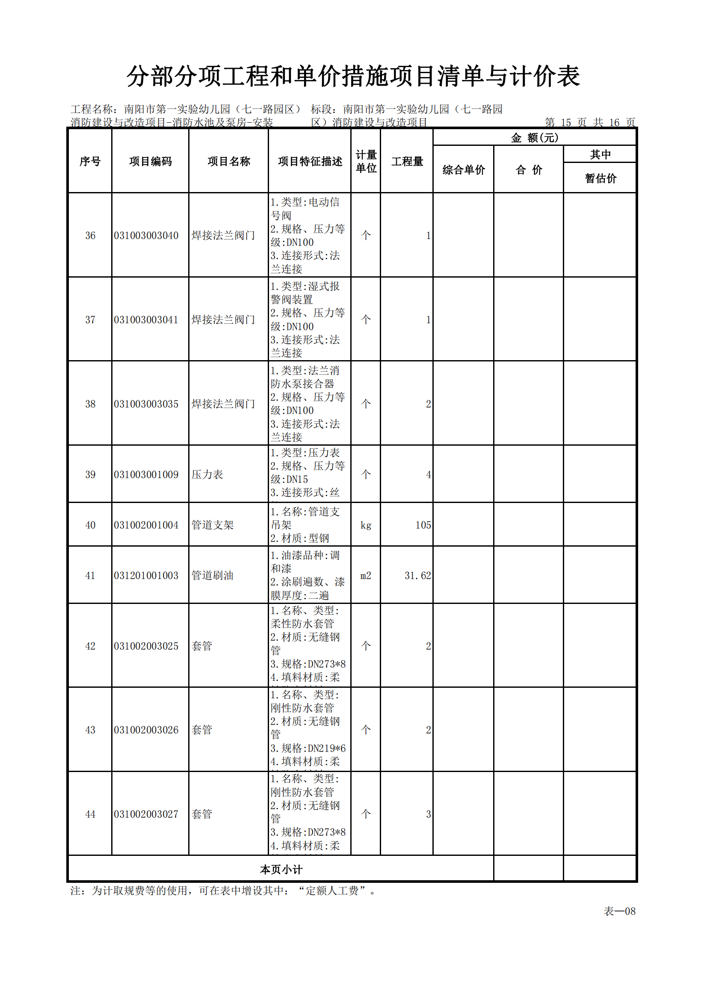 分部分项工程和单价措施项目清单与计价表
工程名称：南阳市第一实验幼儿园（七一路园区）
消防建设与改造项目-消防水池及泵房-安装
标段：南阳市第一实验幼儿园（七一路园
区）消防建设与改造项目
第 15 页 共 16 页
序号
项目编码
项目名称
项目特征描述
计量
单位
工程量
金 额(元)
综合单价
合 价
其中
暂估价
36
031003003040
焊接法兰阀门
1.类型:电动信
号阀
2.规格、压力等
级:DN100
3.连接形式:法
兰连接
个
1
37
031003003041
焊接法兰阀门
1.类型:湿式报
警阀装置
2.规格、压力等
级:DN100
3.连接形式:法
兰连接
个
1
38
031003003035
焊接法兰阀门
1.类型:法兰消
防水泵接合器
2.规格、压力等
级:DN100
3.连接形式:法
兰连接
个
2
39
031003001009
压力表
1.类型:压力表
2.规格、压力等
级:DN15
3.连接形式:丝
个
4
40
031002001004
管道支架
1.名称:管道支
吊架
2.材质:型钢
kg
105
41
031201001003
管道刷油
1.油漆品种:调
和漆
2.涂刷遍数、漆
膜厚度:二遍
m2
31.62
42
031002003025
套管
1.名称、类型:
柔性防水套管
2.材质:无缝钢
管
3.规格:DN273*8
4.填料材质:柔
个
2
43
031002003026
套管
1.名称、类型:
刚性防水套管
2.材质:无缝钢
管
3.规格:DN219*6
4.填料材质:柔
个
2
44
031002003027
套管
1.名称、类型:
刚性防水套管
2.材质:无缝钢
管
3.规格:DN273*8
4.填料材质:柔
个
3
本页小计
注：为计取规费等的使用，可在表中增设其中：“定额人工费”。
表—08